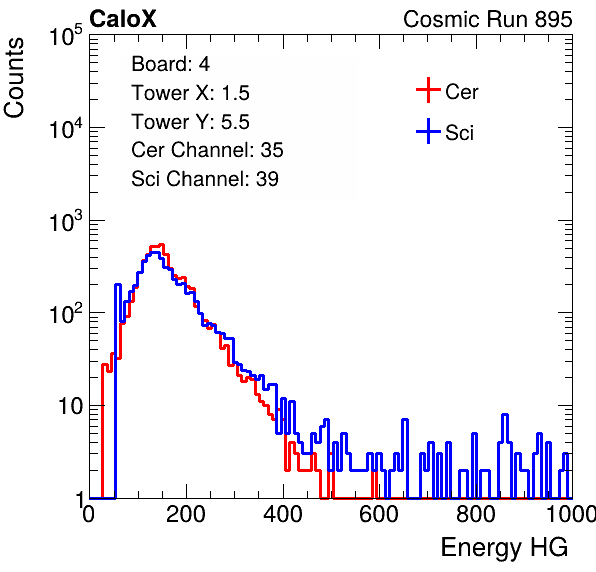 CaloX Cosmic Run 895
Counts
10^5
10^4
10^3
10^2
10
1
Board: 4
Tower X: 1.5
Tower Y: 5.5
Cer Channel: 35
Sci Channel: 39
Cer
Sci
0 200 400 600 800 1000
Energy HG